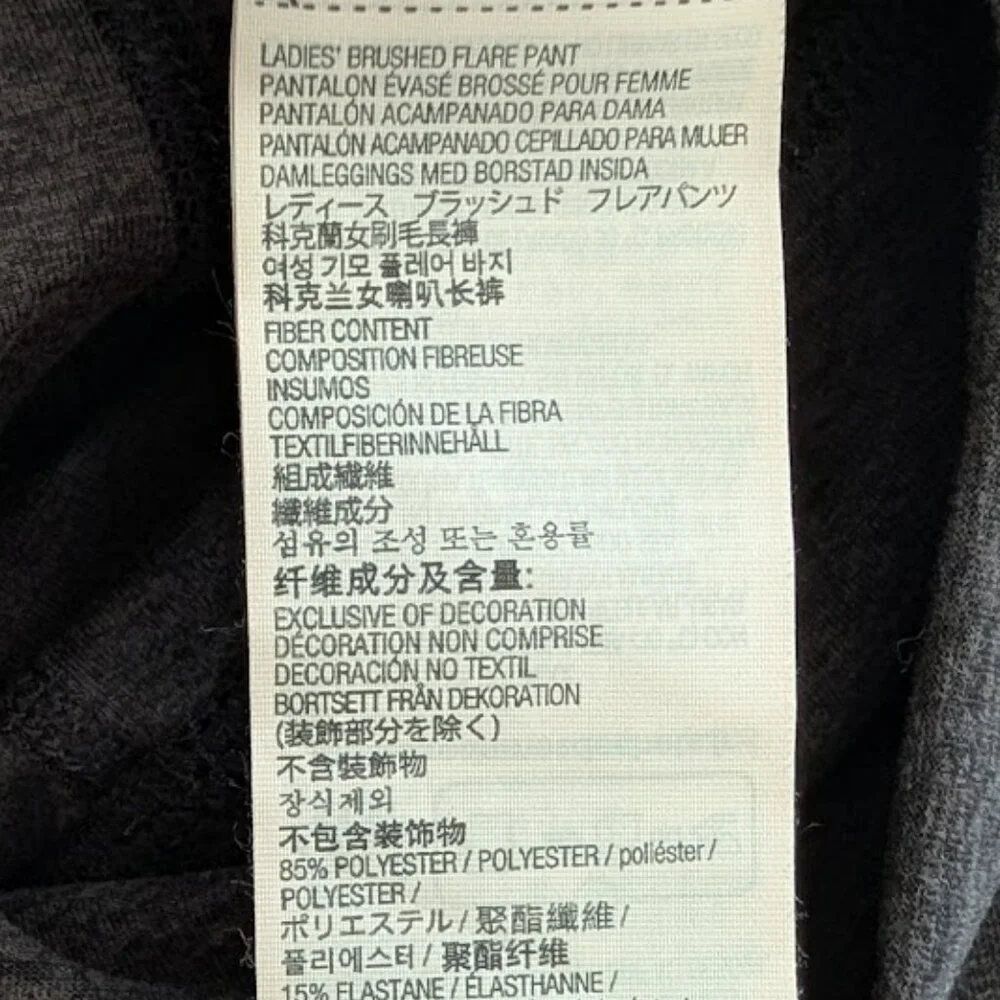 LADIES' BRUSHED FLARE PANT
PANTALON ÉVASÉ BROSSÉ POUR FEMME
PANTALÓN ACAMPANADO PARA DAMA
PANTALÓN ACAMPANADO CEPILLADO PARA MUJER
DAMLEGGINGS MED BORSTAD INSIDA
レディース ブラッシュド フレアパンツ
科克蘭女刷毛長褲
여성 기모 플레어 바지
科克兰女喇叭长裤
FIBER CONTENT
COMPOSITION FIBREUSE
INSUMOS
COMPOSICIÓN DE LA FIBRA
TEXTILFIBERINNEHÅLL
組成繊維
纖維成分
섬유의 조성 또는 혼용률
纤维成分及含量:
EXCLUSIVE OF DECORATION
DÉCORATION NON COMPRISE
DECORACIÓN NO TEXTIL
BORTSETT FRÅN DEKORATION
(装飾部分を除く)
不含裝飾物
장식제외
不包含装饰物
85% POLYESTER / POLYESTER / poliéster /
POLYESTER /
ポリエステル / 聚酯纖維 /
플리에스터 / 聚酯纤维
15% ELASTANE / ÉLASTHANNE /